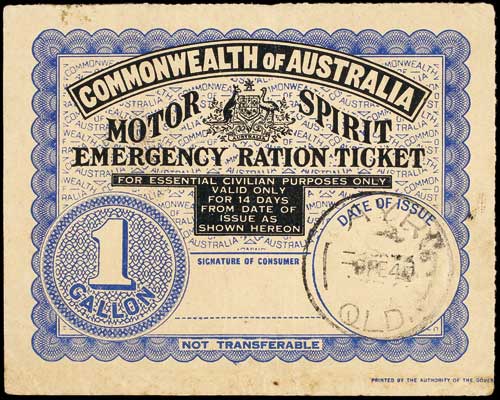 COMMONWEALTH OF AUSTRALIA
MOTOR SPIRIT
EMERGENCY RATION TICKET
FOR ESSENTIAL CIVILIAN PURPOSES ONLY
VALID ONLY
FOR 14 DAYS
FROM DATE OF
ISSUE AS
SHOWN HEREON
DATE OF ISSUE
1
GALLON
SIGNATURE OF CONSUMER
QLD.
NOT TRANSFERABLE
PRINTED BY THE AUTHORITY OF THE